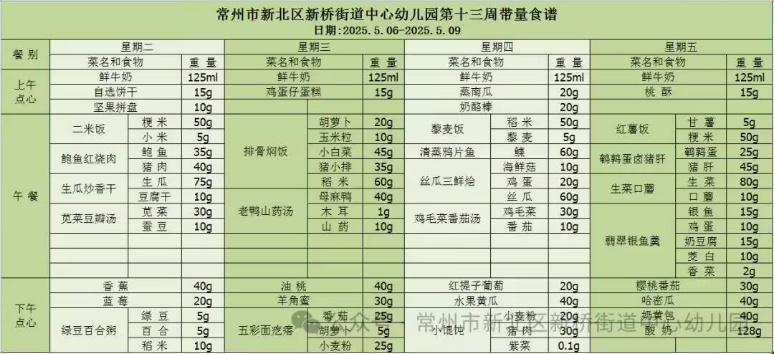 常州市新北区新桥街道中心幼儿园第十三周带量食谱
日期:2025.5.06-2025.5.09
餐 别 星期二 星期三 星期四 星期五
菜名和食物 重 量 菜名和食物 重 量 菜名和食物 重 量 菜名和食物 重 量
上午点心 鲜牛奶 125ml 鲜牛奶 125ml 鲜牛奶 125ml 鲜牛奶 125ml
自选饼干 15g 鸡蛋仔蛋糕 15g 蒸南瓜 20g 桃 酥 15g
坚果拼盘 10g 奶酪棒 20g
午 餐 二米饭 粳 米 50g 排骨焖饭 胡萝卜 20g 藜麦饭 稻 米 50g 红薯饭 甘 薯 5g
小 米 5g 玉米粒 10g 藜 麦 5g 粳 米 50g
鲍鱼红烧肉 鲍 鱼 35g 小白菜 45g 清蒸鸦片鱼 鲽 60g 鹌鹑蛋卤猪肝 鹌鹑蛋 25g
猪 肉 40g 猪小排 35g 丝瓜三鲜烩 海鲜菇 10g 猪 肝 45g
生瓜炒香干 生 瓜 75g 稻 米 60g 鸡 蛋 20g 生菜口蘑 生 菜 80g
豆腐干 10g 老鸭山药汤 母麻鸭 40g 丝 瓜 60g 口 蘑 10g
苋菜豆瓣汤 苋 菜 30g 木 耳 1g 鸡毛菜番茄汤 鸡毛菜 30g 翡翠银鱼羹 银 鱼 15g
蚕 豆 10g 山 药 10g 番 茄 10g 鸡 蛋 10g
奶豆腐 15g
茭 白 10g
香 菜 2g
下午点心 香 蕉 40g 油 桃 40g 红提子葡萄 20g 樱桃番茄 30g
蓝 莓 20g 羊角蜜 30g 水果黄瓜 40g 哈密瓜 40g
绿豆百合粥 绿 豆 5g 五彩面疙瘩 番 茄 25g 小馄饨 小麦粉 20g 奶黄包 40g
百 合 5g 胡萝卜 5g 猪 肉 30g 酸 奶 128g
稻 米 10g 小麦粉 25g 紫菜 0.1g
公众号·常州市新北区新桥街道中心幼儿园